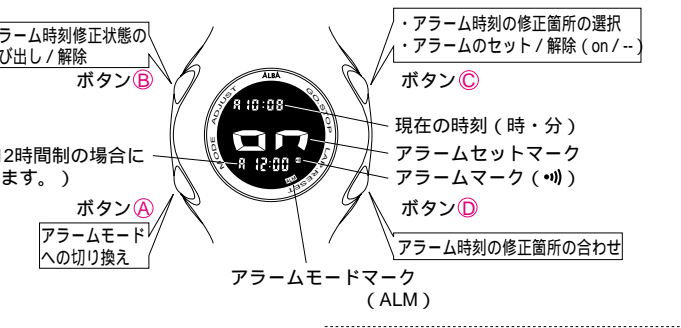 ラーム時刻修正状態の
び出し / 解除
ボタンⒷ
・アラーム時刻の修正箇所の選択
・アラームのセット / 解除 ( on / -- )
ボタンⒸ
ALBA
ADJUST
GO, STOP
MODE
LAP, RESET
A 10:08
on
A 12:00
現在の時刻 ( 時・分 )
アラームセットマーク
アラームマーク ( •))) )
12時間制の場合に
ます。 )
ボタンⒶ
アラームモード
への切り換え
ボタンⒹ
アラーム時刻の修正箇所の合わせ
アラームモードマーク
( ALM )